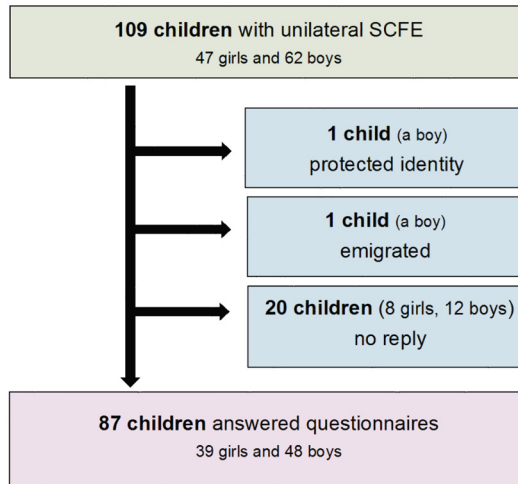 109 children with unilateral SCFE
47 girls and 62 boys
1 child (a boy)
protected identity
1 child (a boy)
emigrated
20 children (8 girls, 12 boys)
no reply
87 children answered questionnaires
39 girls and 48 boys